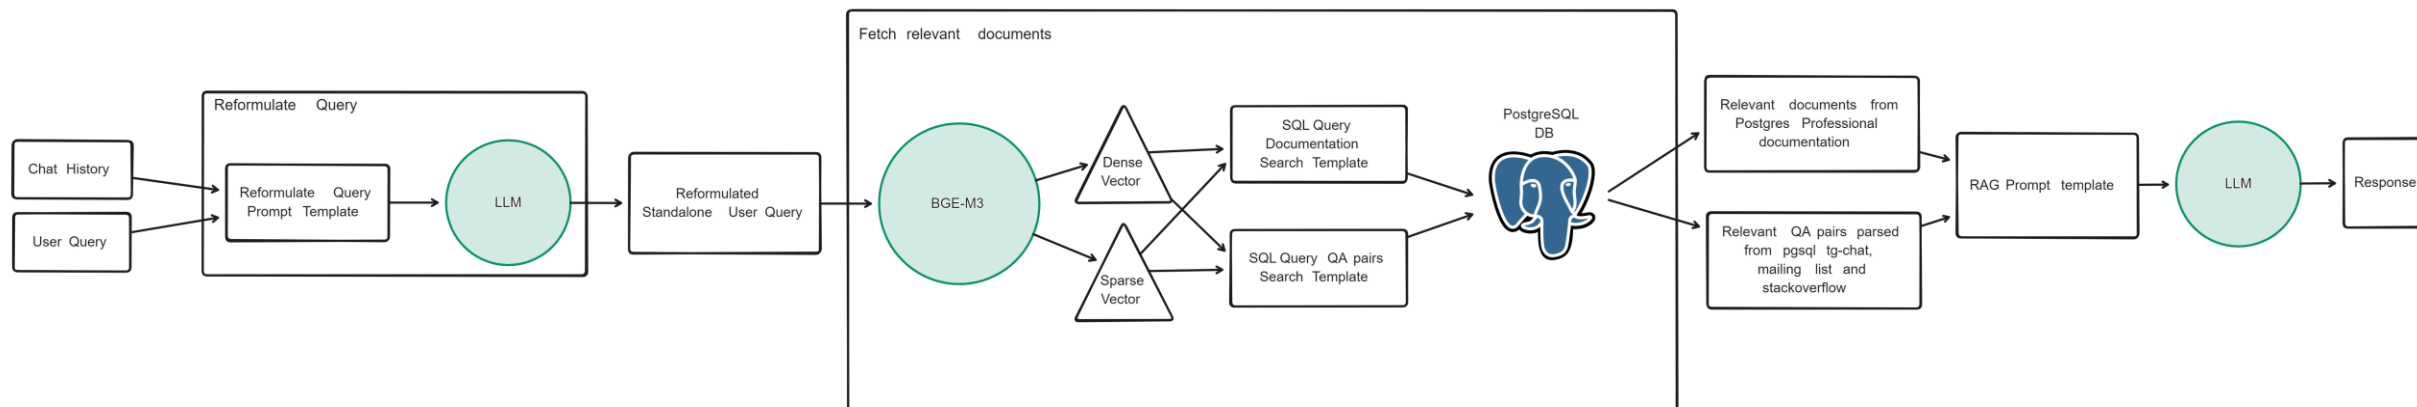 Chat History
User Query
Reformulate Query
Reformulate Query
Prompt Template
LLM
Reformulated
Standalone User Query
Fetch relevant documents
BGE-M3
Dense
Vector
Sparse
Vector
SQL Query
Documentation
Search Template
SQL Query QA pairs
Search Template
PostgreSQL
DB
Relevant documents from
Postgres Professional
documentation
Relevant QA pairs parsed
from pgsql tg-chat,
mailing list and
stackoverflow
RAG Prompt template
LLM
Response